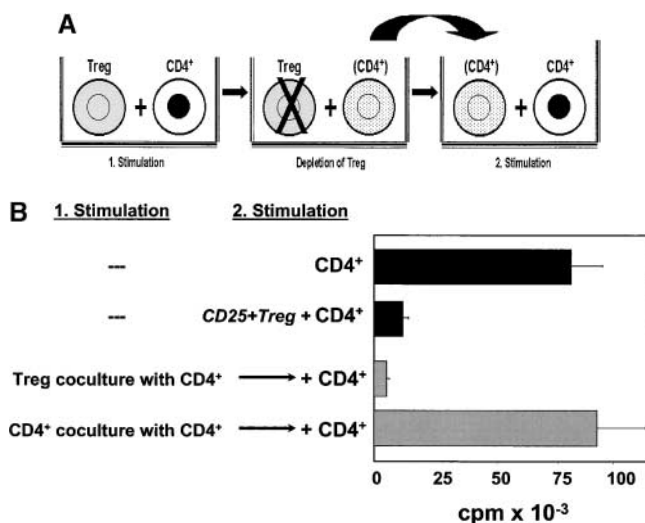 A
Treg CD4+ Treg (CD4+) (CD4+) CD4+
+ + +
1. Stimulation Depletion of Treg 2. Stimulation
B 1. Stimulation 2. Stimulation
--- CD4+
--- CD25+Treg + CD4+
Treg coculture with CD4+ + CD4+
CD4+ coculture with CD4+ + CD4+
0 25 50 75 100
cpm x 10-3